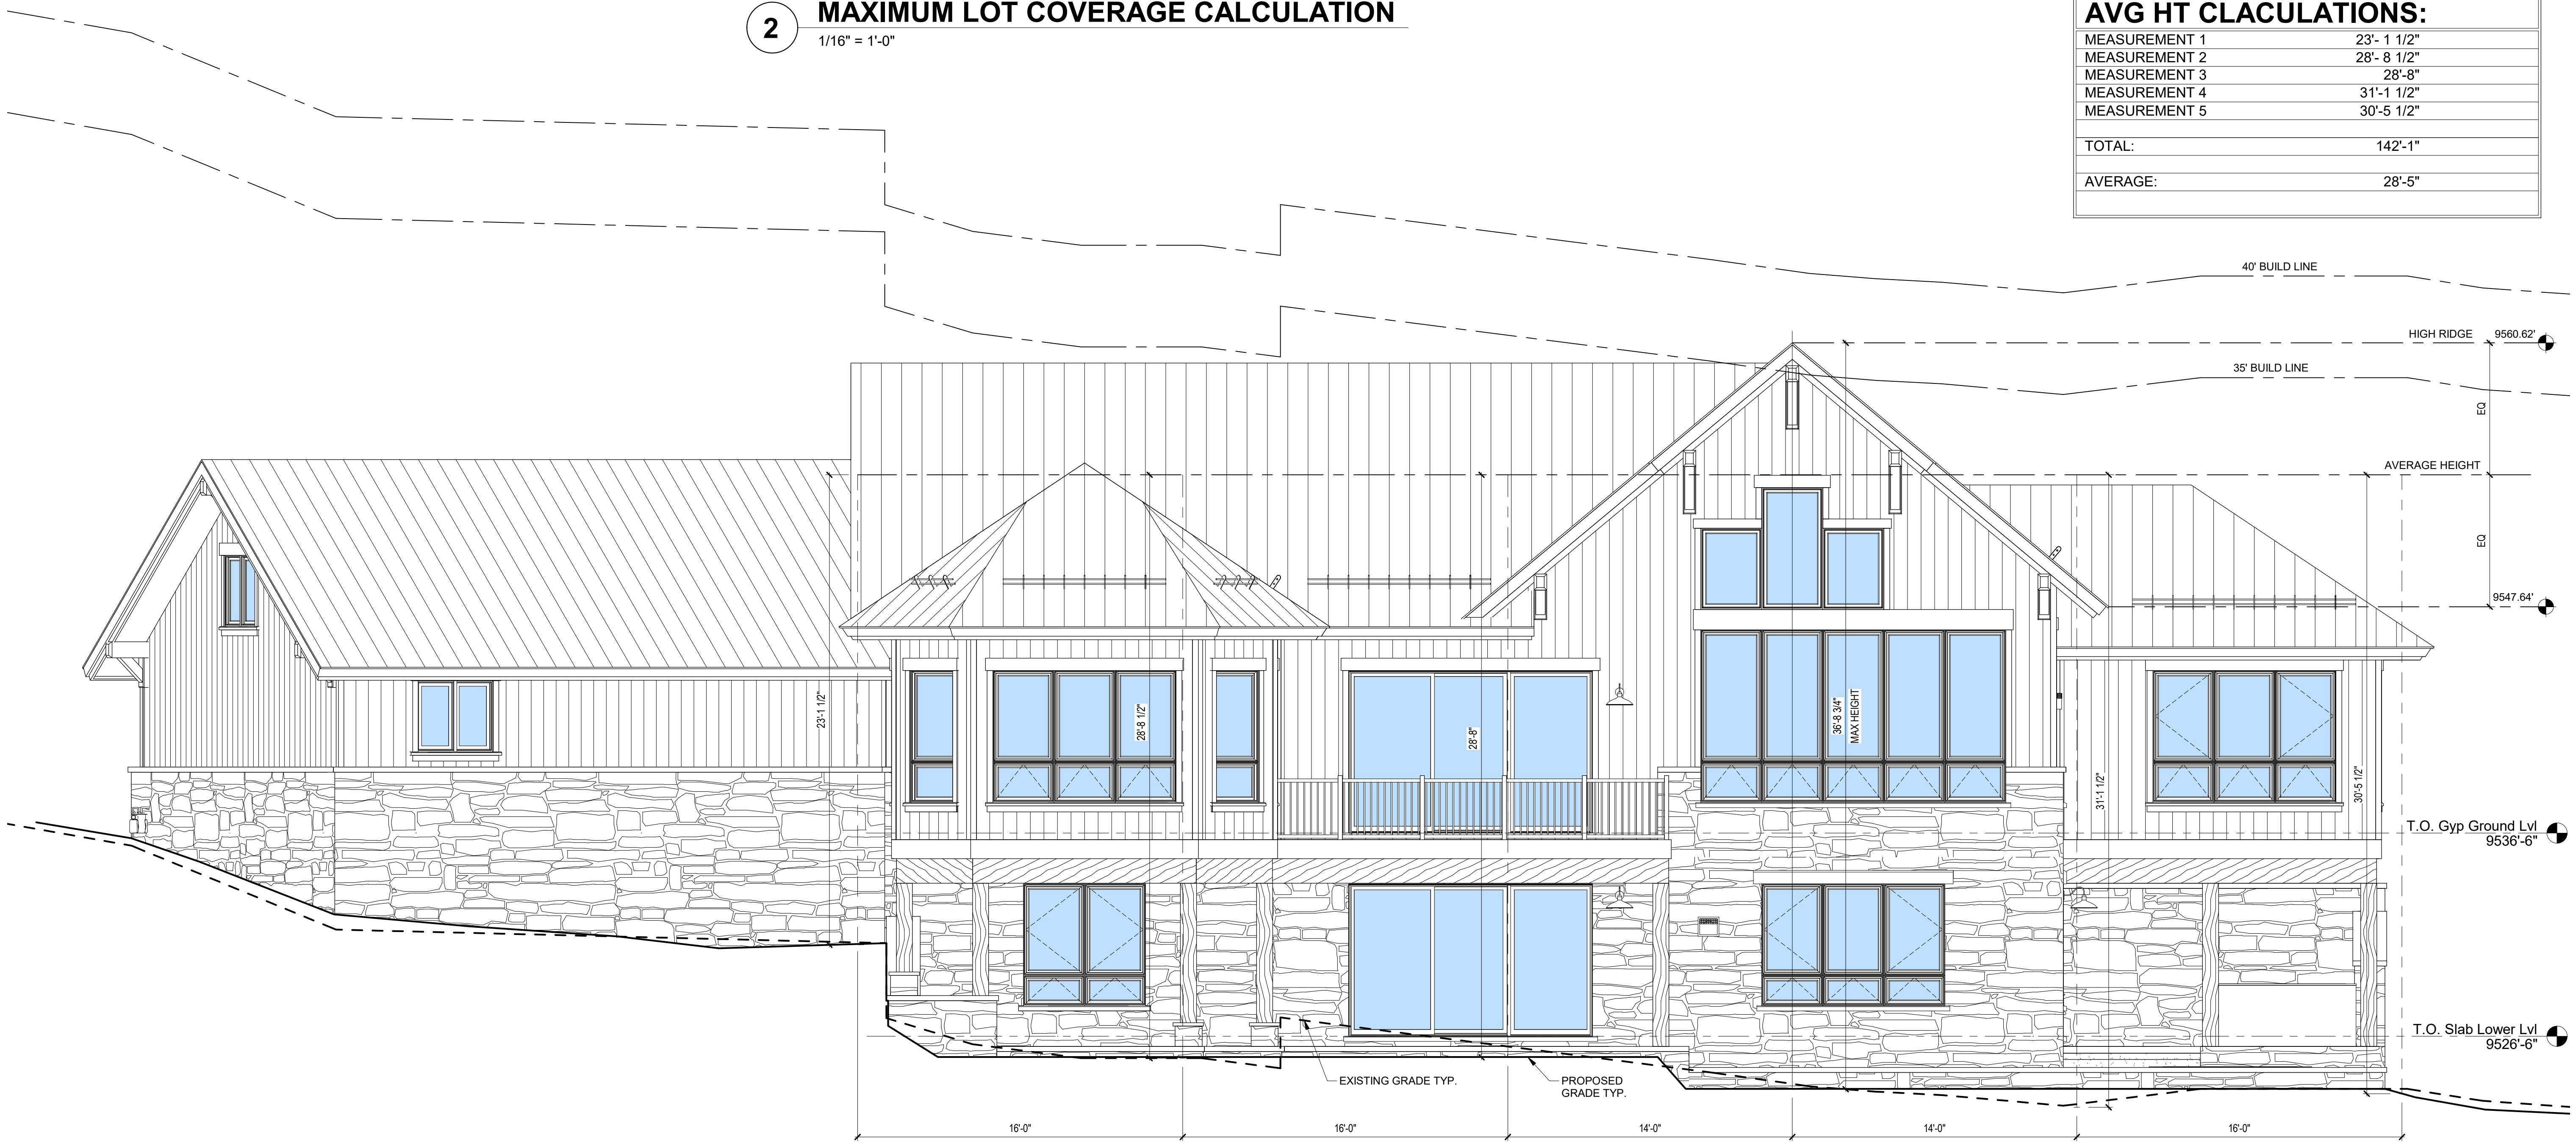 2
MAXIMUM LOT COVERAGE CALCULATION
1/16" = 1'-0"
AVG HT CLACULATIONS:
MEASUREMENT 1 23'- 1 1/2"
MEASUREMENT 2 28'- 8 1/2"
MEASUREMENT 3 28'-8"
MEASUREMENT 4 31'-1 1/2"
MEASUREMENT 5 30'-5 1/2"
TOTAL: 142'-1"
AVERAGE: 28'-5"
40' BUILD LINE
HIGH RIDGE 9560.62'
35' BUILD LINE
EQ
AVERAGE HEIGHT
EQ
9547.64'
23'-1 1/2"
28'-8 1/2"
28'-8"
36'-8 3/4"
MAX HEIGHT
31'-1 1/2"
30'-5 1/2"
T.O. Gyp Ground Lvl
9536'-6"
T.O. Slab Lower Lvl
9526'-6"
EXISTING GRADE TYP.
PROPOSED
GRADE TYP.
16'-0"
16'-0"
14'-0"
14'-0"
16'-0"